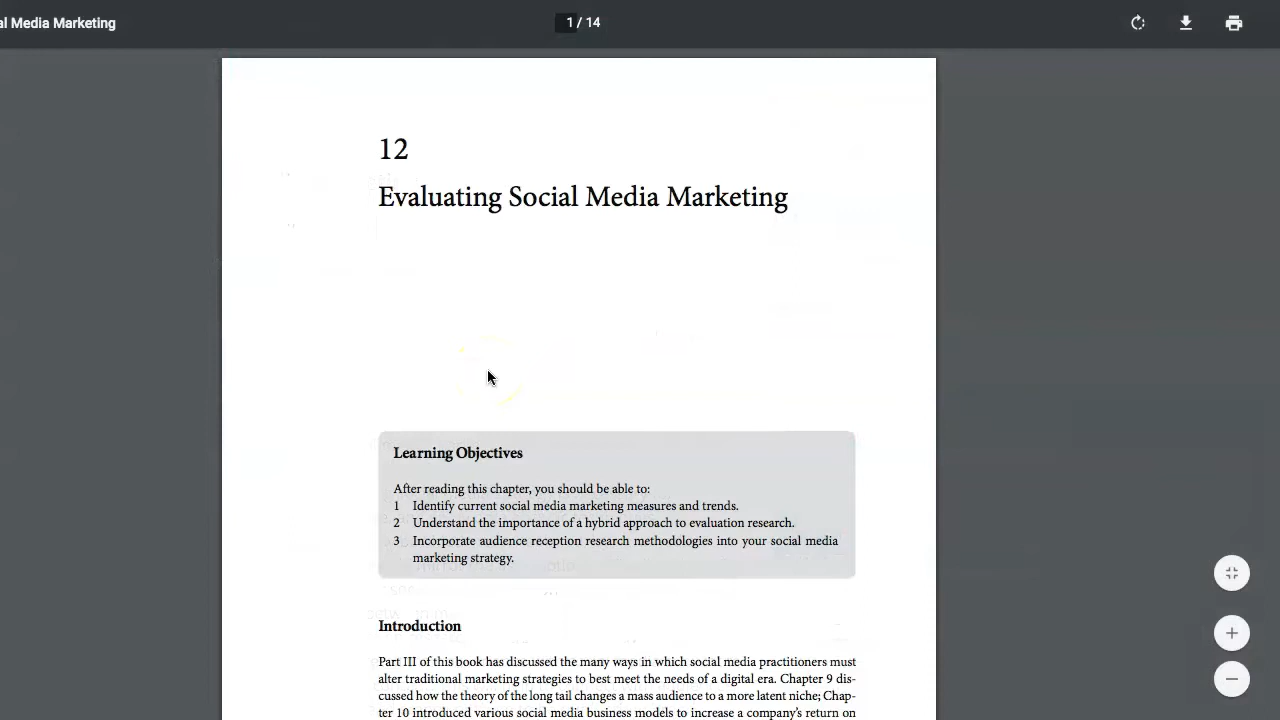 al Media Marketing
1 / 14
12
Evaluating Social Media Marketing
Learning Objectives
After reading this chapter, you should be able to:
1 Identify current social media marketing measures and trends.
2 Understand the importance of a hybrid approach to evaluation research.
3 Incorporate audience reception research methodologies into your social media
marketing strategy.
Introduction
Part III of this book has discussed the many ways in which social media practitioners must
alter traditional marketing strategies to best meet the needs of a digital era. Chapter 9 dis-
cussed how the theory of the long tail changes a mass audience to a more latent niche; Chap-
ter 10 introduced various social media business models to increase a company's return on